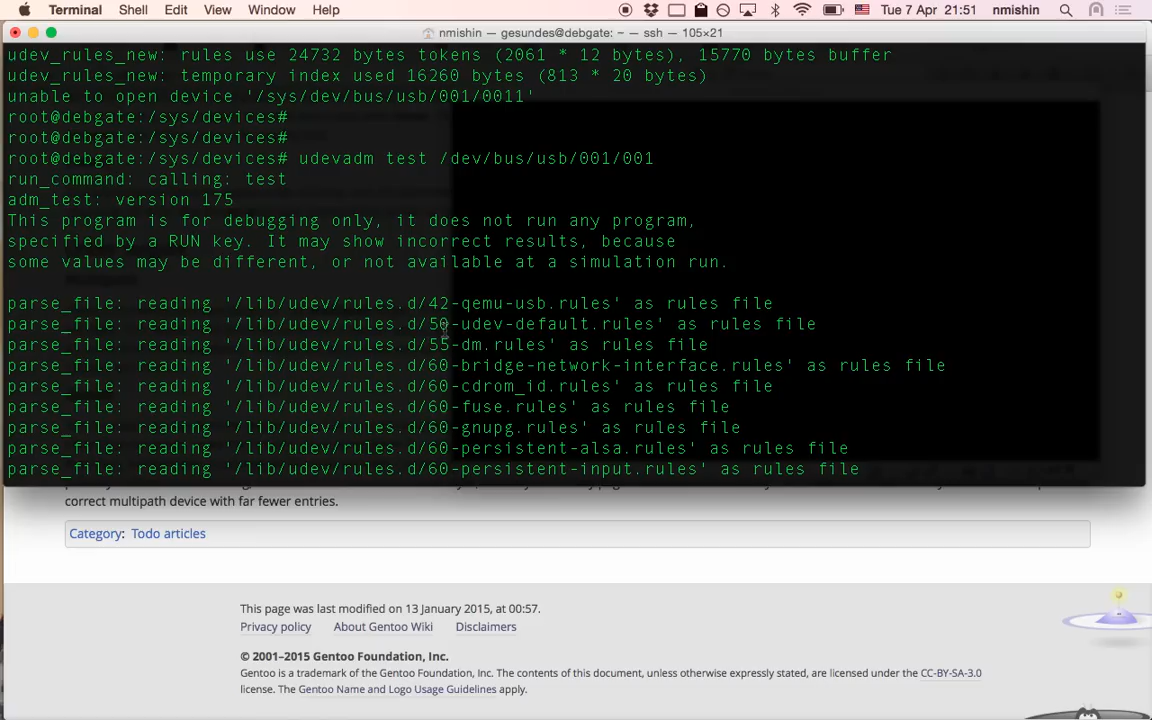 Terminal Shell Edit View Window Help Tue 7 Apr 21:51 nmishin
nmishin — gesundes@debgate: ~ — ssh — 105×21
udev_rules_new: rules use 24732 bytes tokens (2061 * 12 bytes), 15770 bytes buffer
udev_rules_new: temporary index used 16260 bytes (813 * 20 bytes)
unable to open device '/sys/dev/bus/usb/001/0011'
root@debgate:/sys/devices#
root@debgate:/sys/devices#
root@debgate:/sys/devices# udevadm test /dev/bus/usb/001/001
run_command: calling: test
adm_test: version 175
This program is for debugging only, it does not run any program,
specified by a RUN key. It may show incorrect results, because
some values may be different, or not available at a simulation run.
parse_file: reading '/lib/udev/rules.d/42-qemu-usb.rules' as rules file
parse_file: reading '/lib/udev/rules.d/50-udev-default.rules' as rules file
parse_file: reading '/lib/udev/rules.d/55-dm.rules' as rules file
parse_file: reading '/lib/udev/rules.d/60-bridge-network-interface.rules' as rules file
parse_file: reading '/lib/udev/rules.d/60-cdrom_id.rules' as rules file
parse_file: reading '/lib/udev/rules.d/60-fuse.rules' as rules file
parse_file: reading '/lib/udev/rules.d/60-gnupg.rules' as rules file
parse_file: reading '/lib/udev/rules.d/60-persistent-alsa.rules' as rules file
parse_file: reading '/lib/udev/rules.d/60-persistent-input.rules' as rules file
correct multipath device with far fewer entries.
Category: Todo articles
This page was last modified on 13 January 2015, at 00:57.
Privacy policy About Gentoo Wiki Disclaimers
© 2001–2015 Gentoo Foundation, Inc.
Gentoo is a trademark of the Gentoo Foundation, Inc. The contents of this document, unless otherwise expressly stated, are licensed under the CC-BY-SA-3.0
license. The Gentoo Name and Logo Usage Guidelines apply.